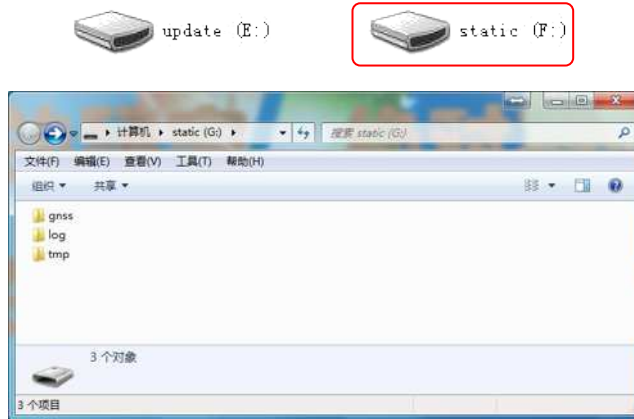 update (E:)
static (F:)
计算机 static (G:)
搜索 static (G:)
文件(F) 编辑(E) 查看(V) 工具(T) 帮助(H)
组织 共享
gnss
log
tmp
3 个对象
3 个项目